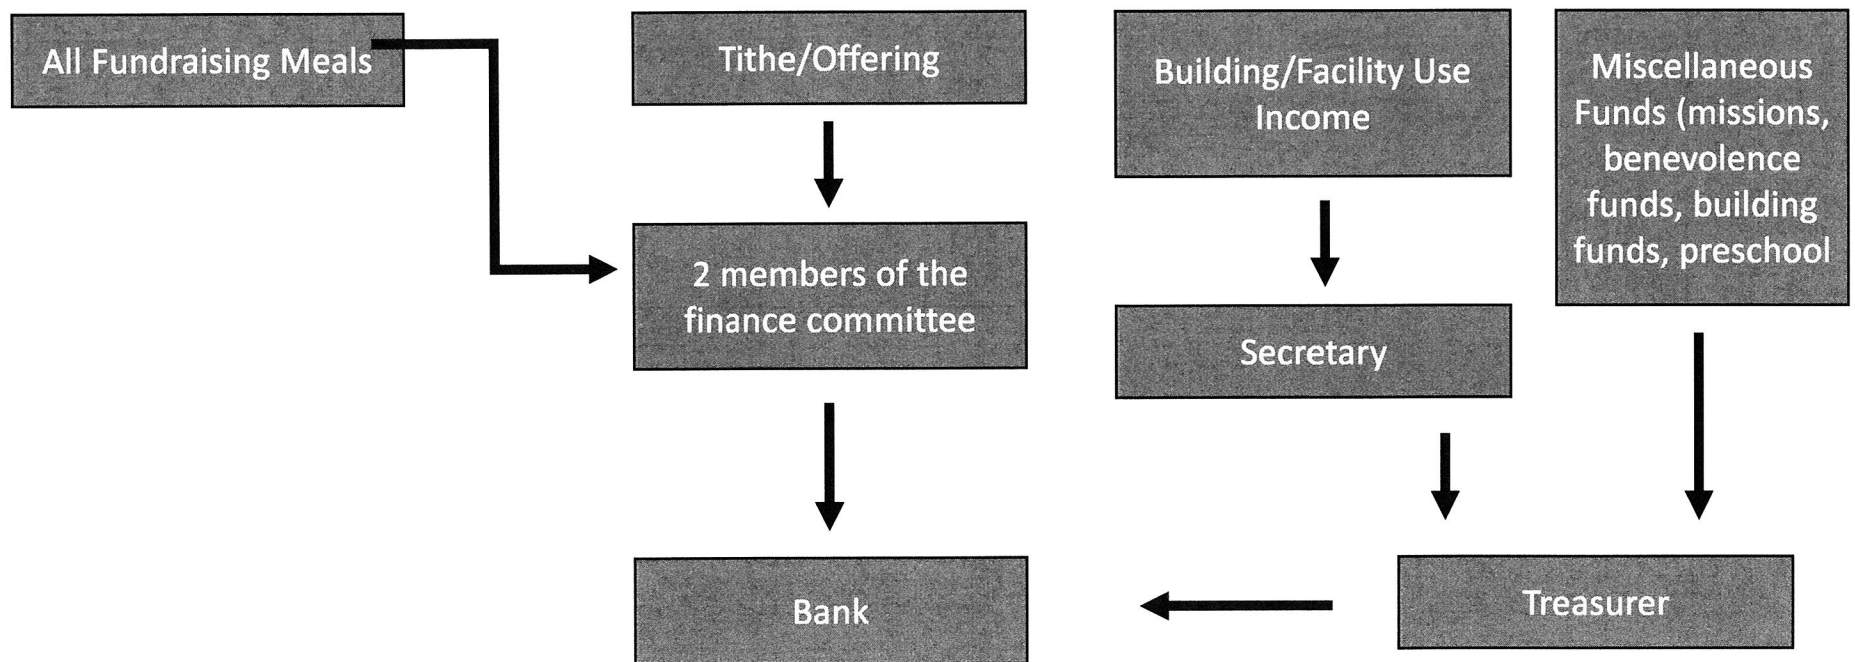 All Fundraising Meals
Tithe/Offering
Building/Facility Use
Income
Miscellaneous
Funds (missions,
benevolence
funds, building
funds, preschool
2 members of the
finance committee
Secretary
Bank
Treasurer